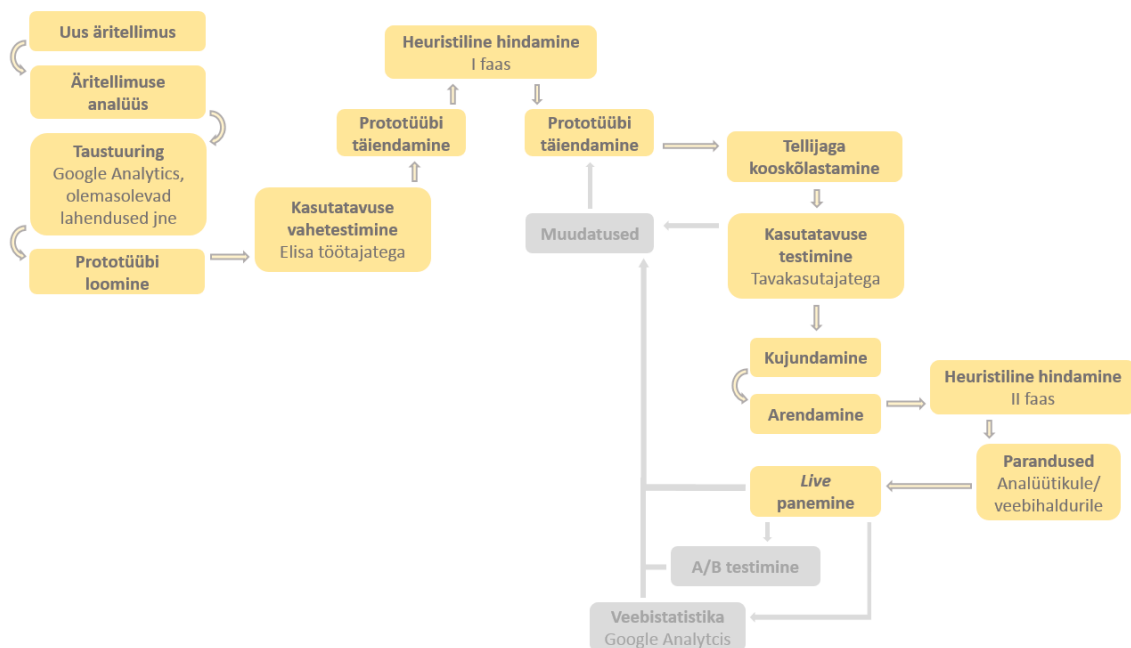 Uus äritellimus
Äritellimuse
analüüs
Taustuuring
Google Analytics,
olemasolevad
lahendused jne
Prototüübi
loomine
Kasutatavuse
vahetestimine
Elisa töötajatega
Prototüübi
täiendamine
Heuristiline hindamine
I faas
Prototüübi
täiendamine
Tellijaga
kooskõlastamine
Muudatused
Kasutatavuse
testimine
Tavakasutajatega
Kujundamine
Arendamine
Heuristiline hindamine
II faas
Parandused
Analüütikule/
veebihaldurile
Live
panemine
A/B testimine
Veebistatistika
Google Analytcis